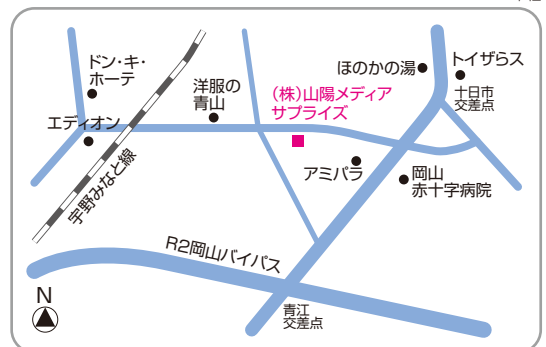 ドン・キ・
ホーテ
エディオン
洋服の
青山
(株)山陽メディア
サプライズ
ほのかの湯
トイザらス
十日市
交差点
アミパラ
岡山
赤十字病院
宇野みなと線
R2岡山バイパス
青江
交差点
N